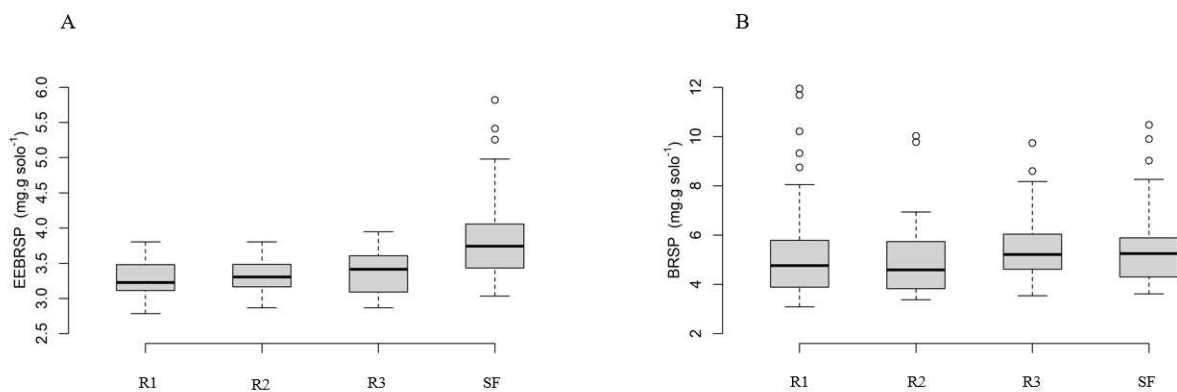 A
EEBRSP (mg.g solo⁻¹)
6.0
5.5
5.0
4.5
4.0
3.5
3.0
2.5
R1 R2 R3 SF
B
BRSP (mg.g solo⁻¹)
12
10
8
6
4
2
R1 R2 R3 SF